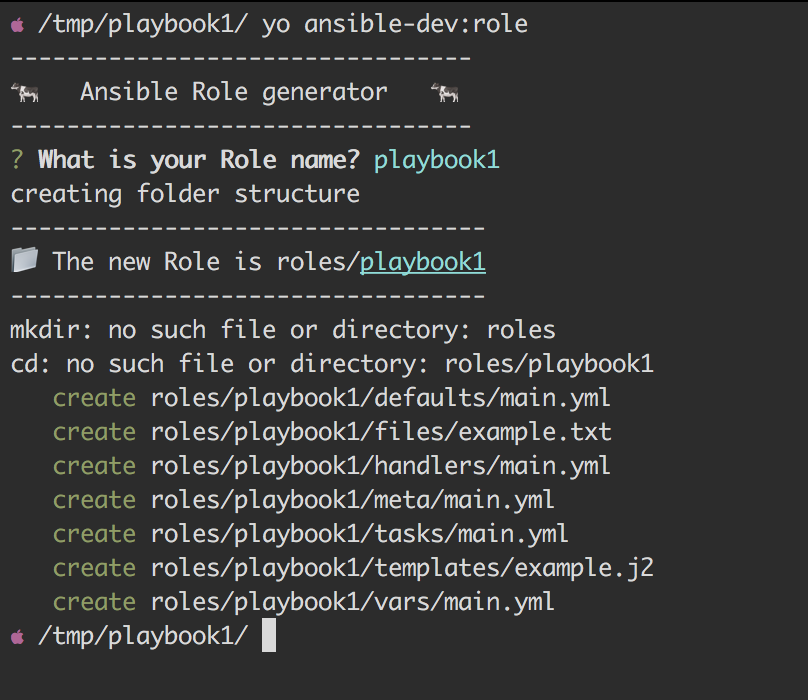 /tmp/playbook1/ yo ansible-dev:role
---------------------------------
Ansible Role generator
---------------------------------
? What is your Role name? playbook1
creating folder structure
----------------------------------
The new Role is roles/playbook1
----------------------------------
mkdir: no such file or directory: roles
cd: no such file or directory: roles/playbook1
create roles/playbook1/defaults/main.yml
create roles/playbook1/files/example.txt
create roles/playbook1/handlers/main.yml
create roles/playbook1/meta/main.yml
create roles/playbook1/tasks/main.yml
create roles/playbook1/templates/example.j2
create roles/playbook1/vars/main.yml
/tmp/playbook1/